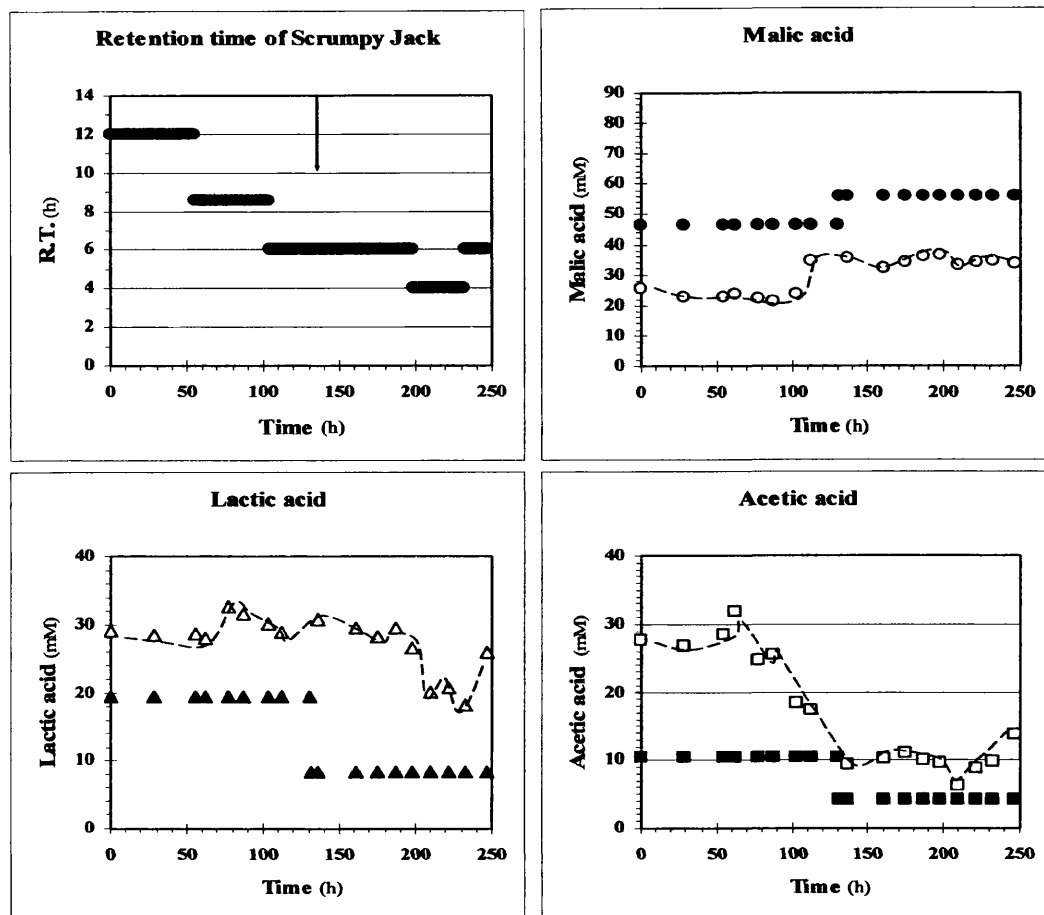 Retention time of Scrumpy Jack
R.T. (h)
14
12
10
8
6
4
2
0
0 50 100 150 200 250
Time (h)
Malic acid
Malic acid (mM)
90
80
70
60
50
40
30
20
10
0
0 50 100 150 200 250
Time (h)
Lactic acid
Lactic acid (mM)
40
30
20
10
0
0 50 100 150 200 250
Time (h)
Acetic acid
Acetic acid (mM)
40
30
20
10
0
0 50 100 150 200 250
Time (h)